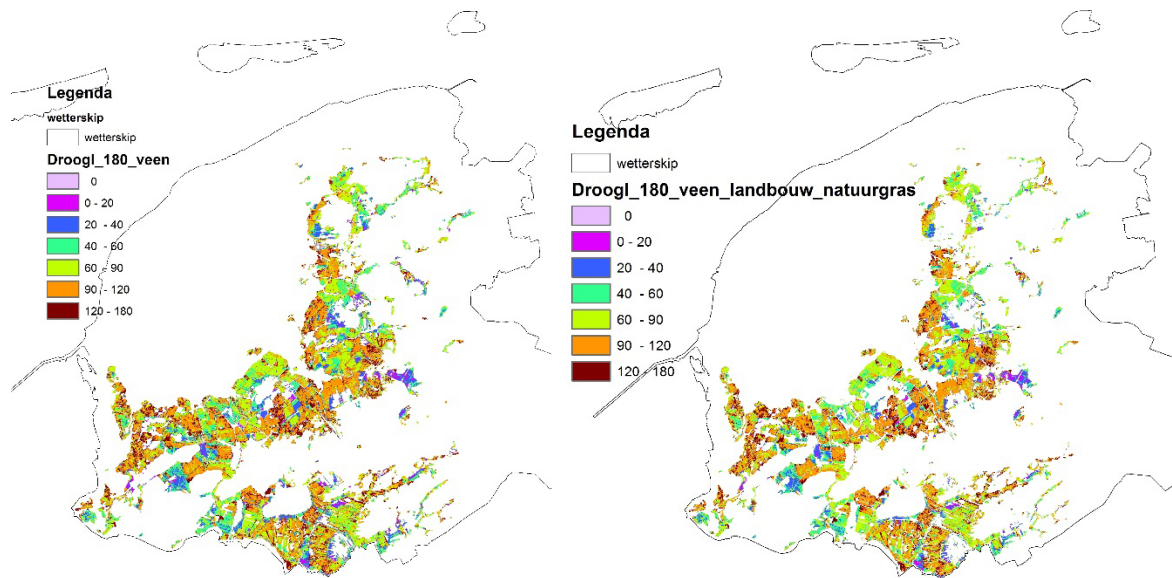 Legenda
wetterskip
wetterskip
Droogl_180_veen
0
0 - 20
20 - 40
40 - 60
60 - 90
90 - 120
120 - 180
Legenda
wetterskip
Droogl_180_veen_landbouw_natuurgras
0
0 - 20
20 - 40
40 - 60
60 - 90
90 - 120
120 - 180